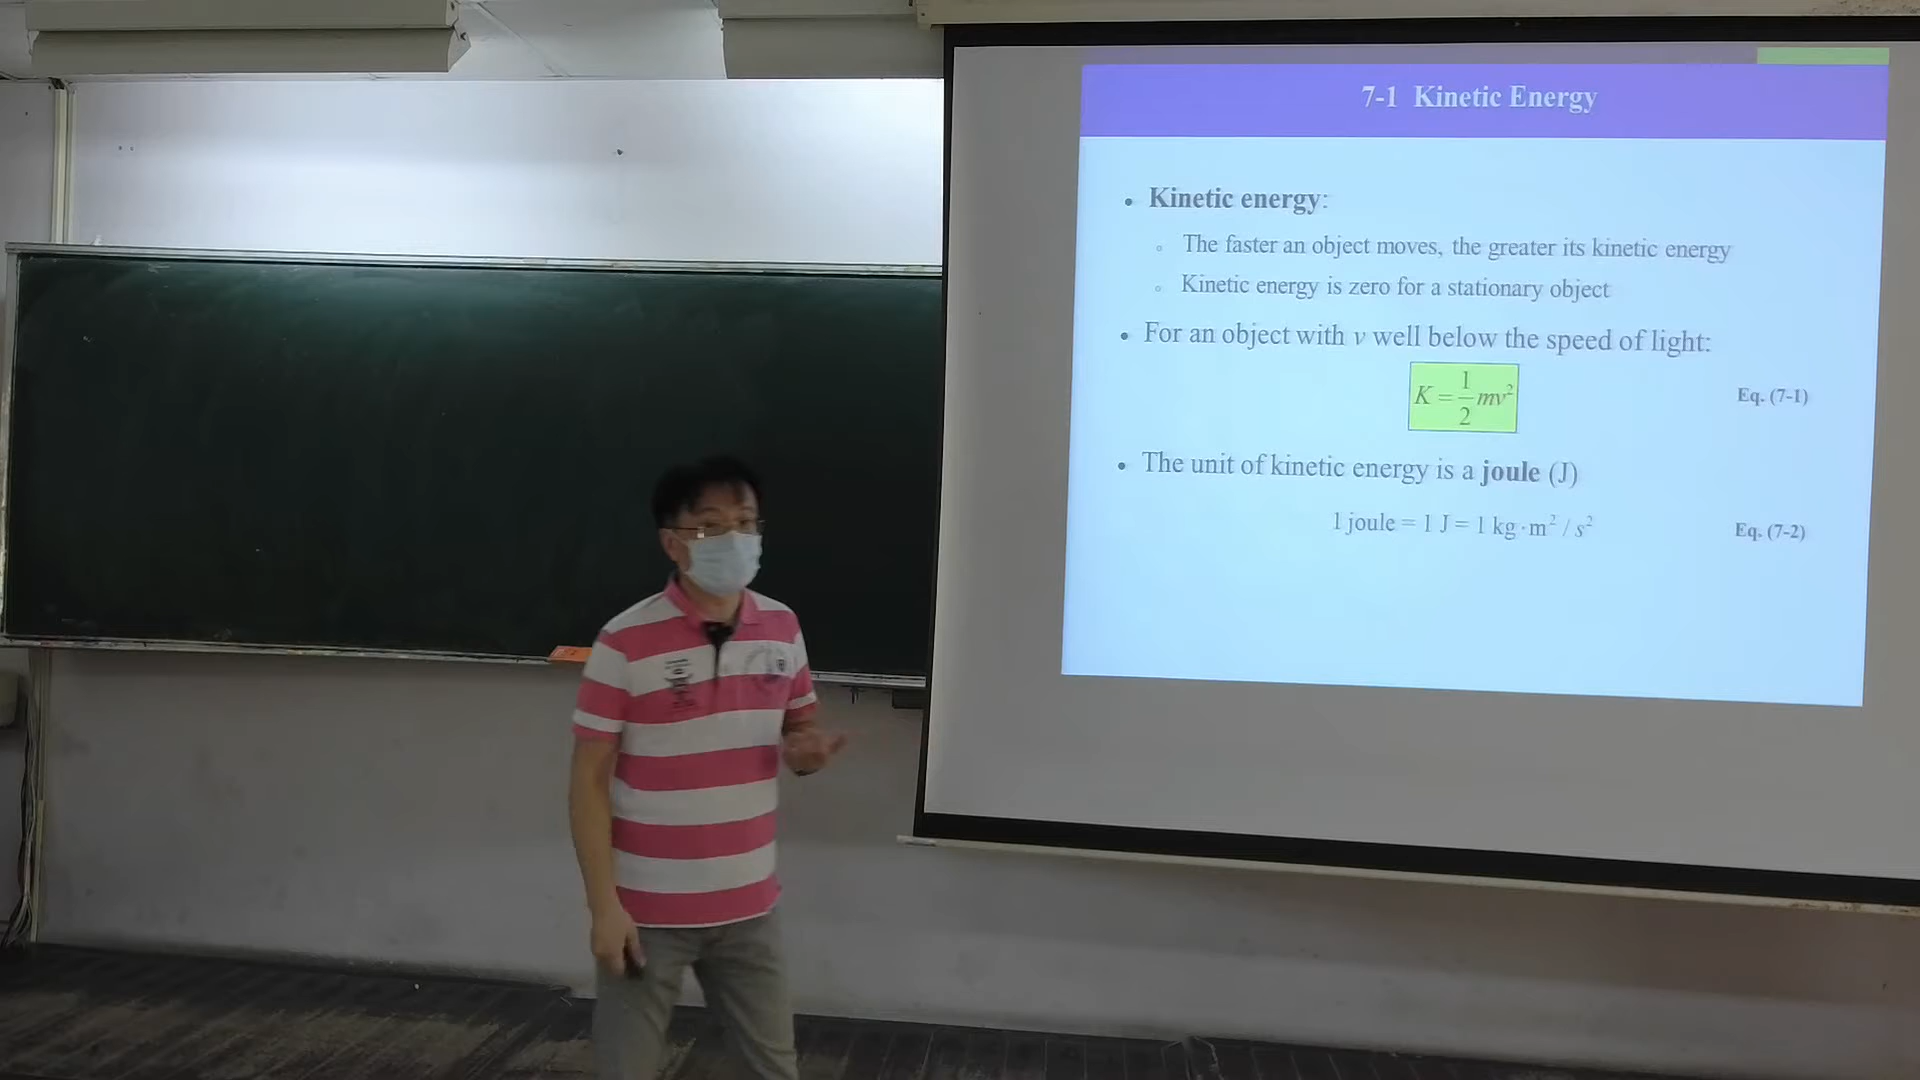 7-1 Kinetic Energy
• Kinetic energy:
◦ The faster an object moves, the greater its kinetic energy
◦ Kinetic energy is zero for a stationary object
• For an object with v well below the speed of light:
K = 1/2 mv² Eq. (7-1)
• The unit of kinetic energy is a joule (J)
1 joule = 1 J = 1 kg · m² / s² Eq. (7-2)